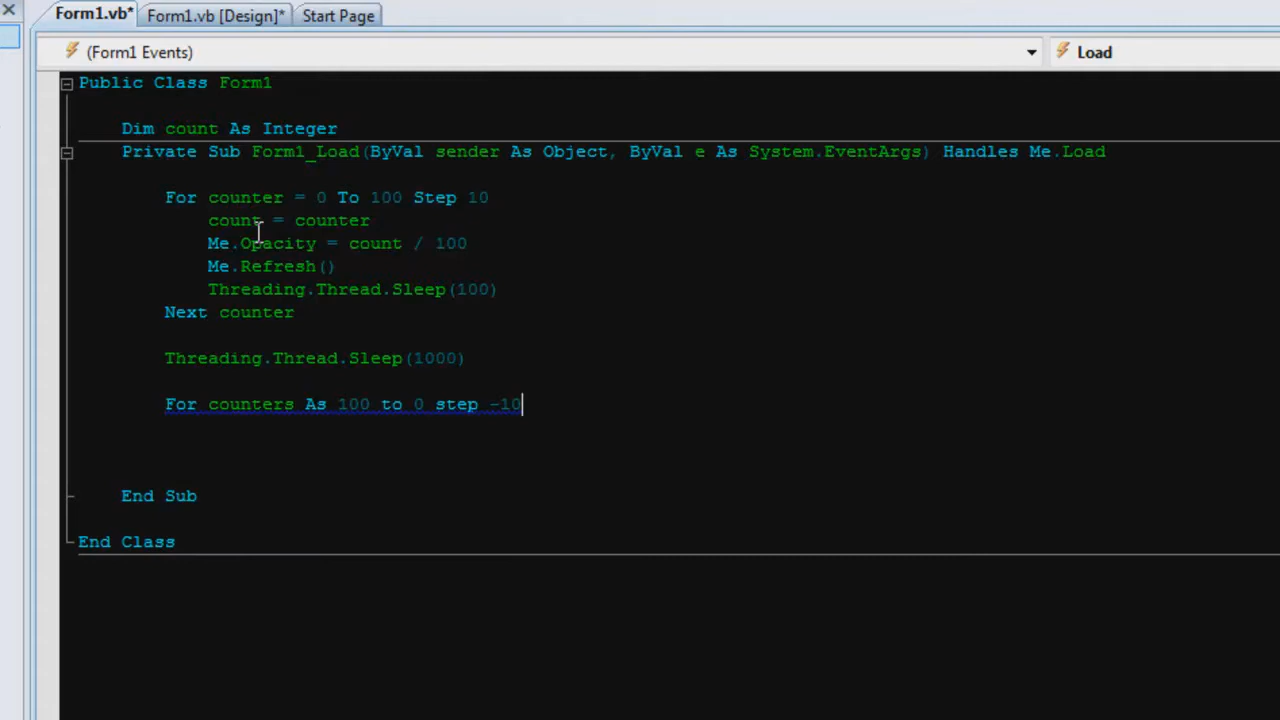 Form1.vb* Form1.vb [Design]* Start Page
(Form1 Events) Load
Public Class Form1
Dim count As Integer
Private Sub Form1_Load(ByVal sender As Object, ByVal e As System.EventArgs) Handles Me.Load
For counter = 0 To 100 Step 10
count = counter
Me.Opacity = count / 100
Me.Refresh()
Threading.Thread.Sleep(100)
Next counter
Threading.Thread.Sleep(1000)
For counters As 100 to 0 step -10
End Sub
End Class